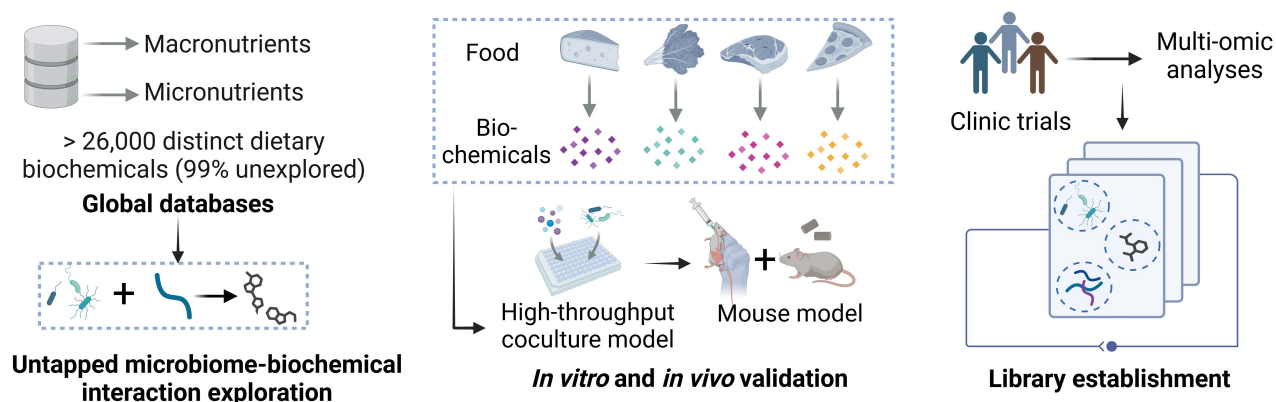 Macronutrients
Micronutrients
> 26,000 distinct dietary
biochemicals (99% unexplored)
Global databases
Untapped microbiome-biochemical
interaction exploration
Food
Bio-
chemicals
High-throughput
coculture model
Mouse model
In vitro and in vivo validation
Clinic trials
Multi-omic
analyses
Library establishment